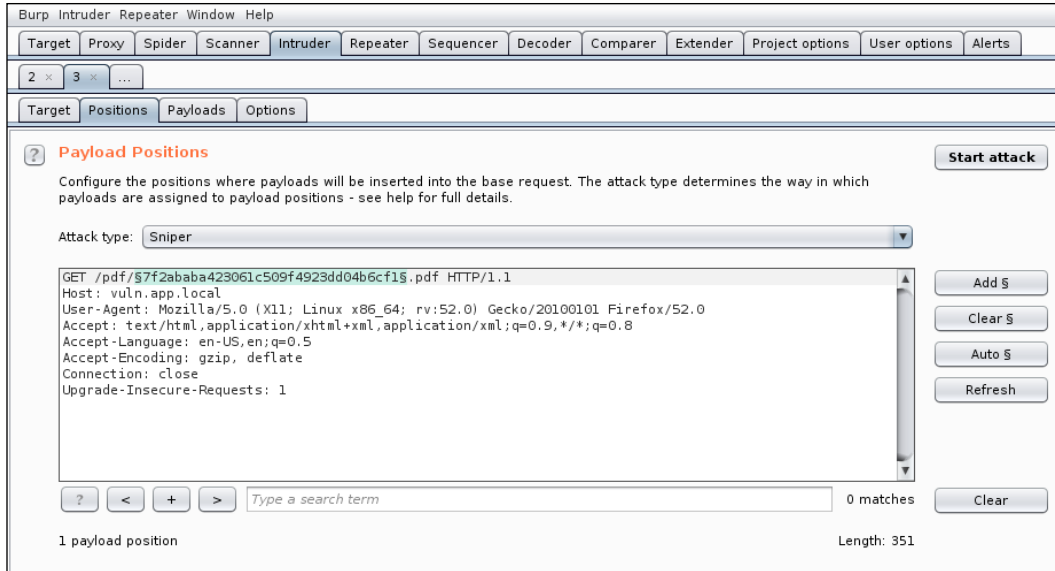 Burp Intruder Repeater Window Help
Target Proxy Spider Scanner Intruder Repeater Sequencer Decoder Comparer Extender Project options User options Alerts
2 × 3 × ...
Target Positions Payloads Options
? Payload Positions Start attack
Configure the positions where payloads will be inserted into the base request. The attack type determines the way in which
payloads are assigned to payload positions - see help for full details.
Attack type: Sniper
GET /pdf/§7f2ababa423061c509f4923dd04b6cf1§.pdf HTTP/1.1
Host: vuln.app.local
User-Agent: Mozilla/5.0 (X11; Linux x86_64; rv:52.0) Gecko/20100101 Firefox/52.0
Accept: text/html,application/xhtml+xml,application/xml;q=0.9,*/*;q=0.8
Accept-Language: en-US,en;q=0.5
Accept-Encoding: gzip, deflate
Connection: close
Upgrade-Insecure-Requests: 1
Add §
Clear §
Auto §
Refresh
? < + > Type a search term 0 matches Clear
1 payload position Length: 351